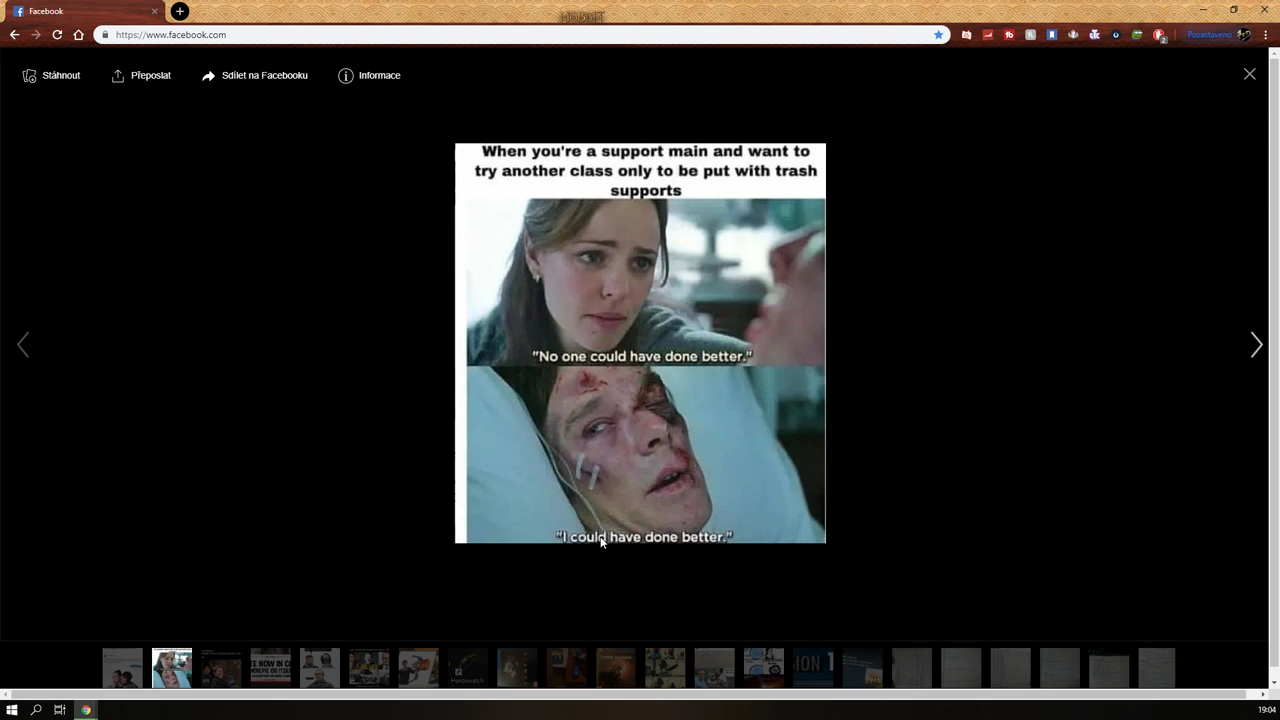 Facebook
https://www.facebook.com
Pozastaveno
Stáhnout
Přeposlat
Sdílet na Facebooku
Informace
When you're a support main and want to
try another class only to be put with trash
supports
"No one could have done better."
"I could have done better."
Hanzowatch
19:04